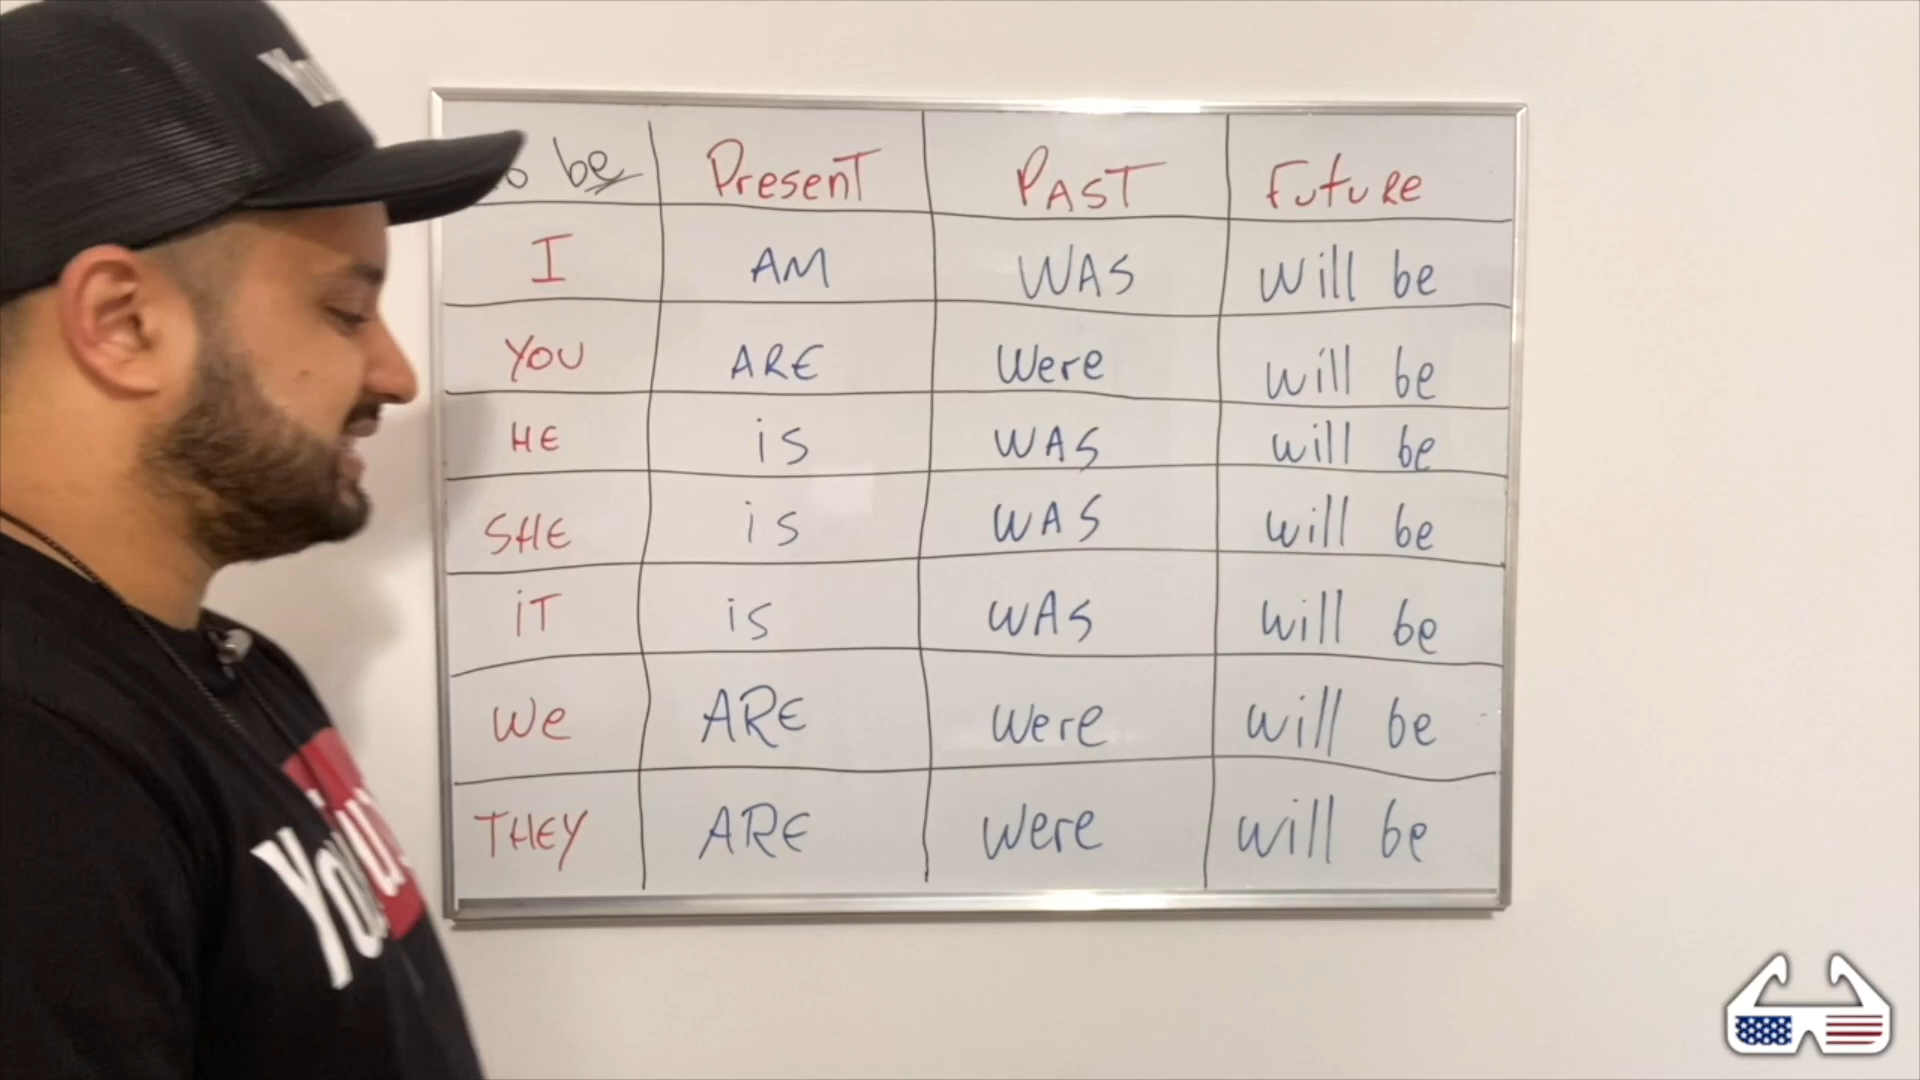 be Present PAST Future
I AM WAS will be
YOU ARE Were will be
HE is WAS will be
SHE is WAS will be
iT is WAS will be
We ARE Were will be
THEY ARE Were will be